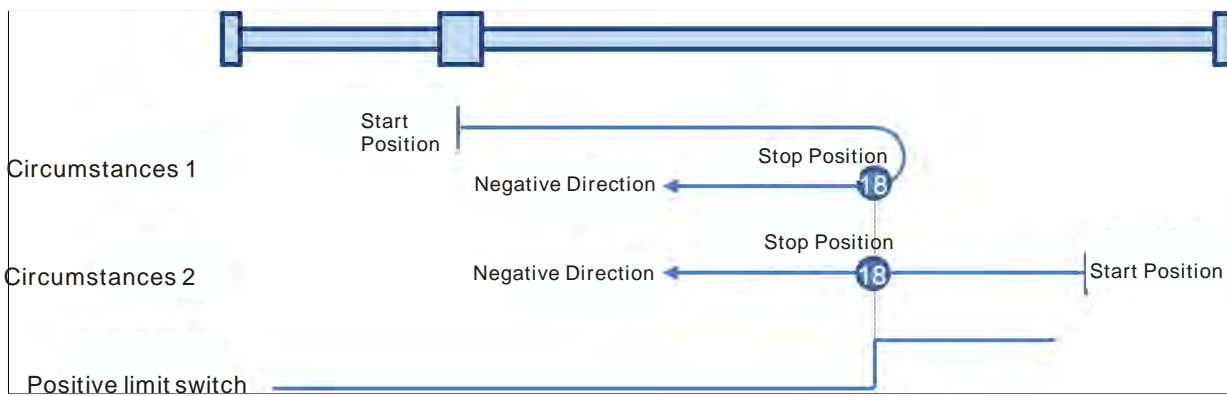 Start
Position
Circumstances 1
Stop Position
Negative Direction
18
Stop Position
Circumstances 2
Negative Direction
18
Start Position
Positive limit switch